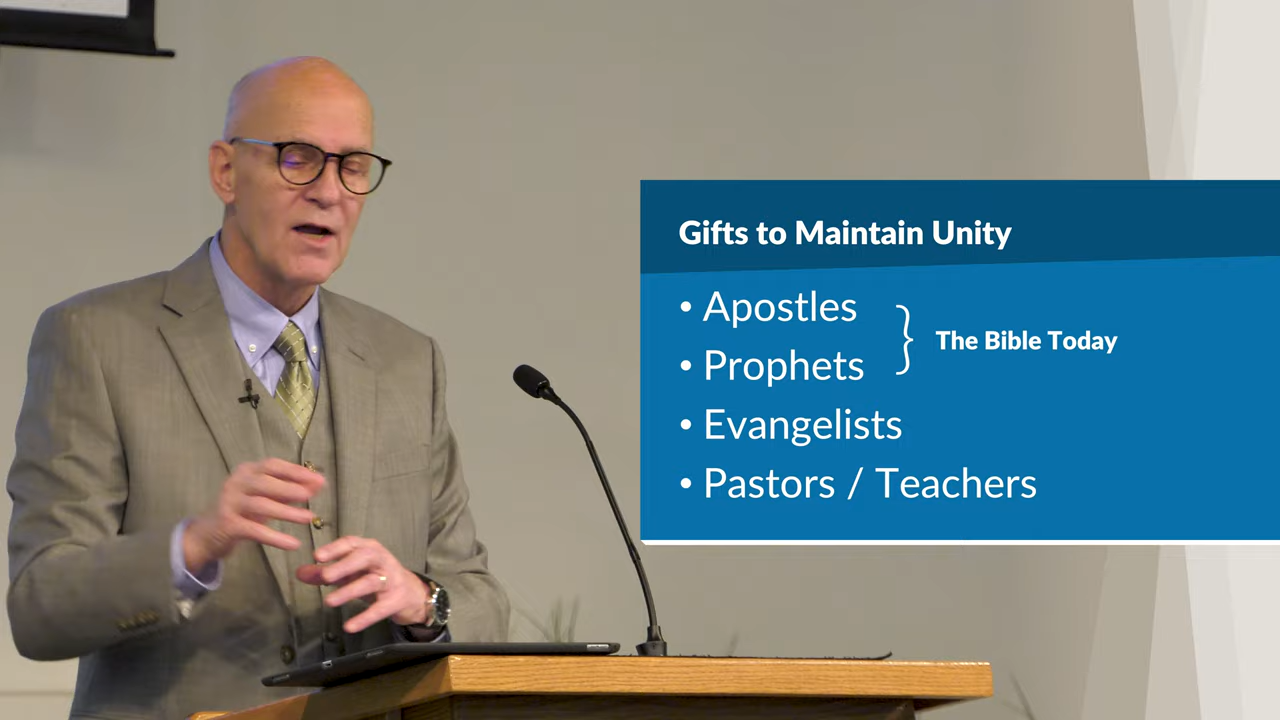 Gifts to Maintain Unity
• Apostles
• Prophets
} The Bible Today
• Evangelists
• Pastors / Teachers